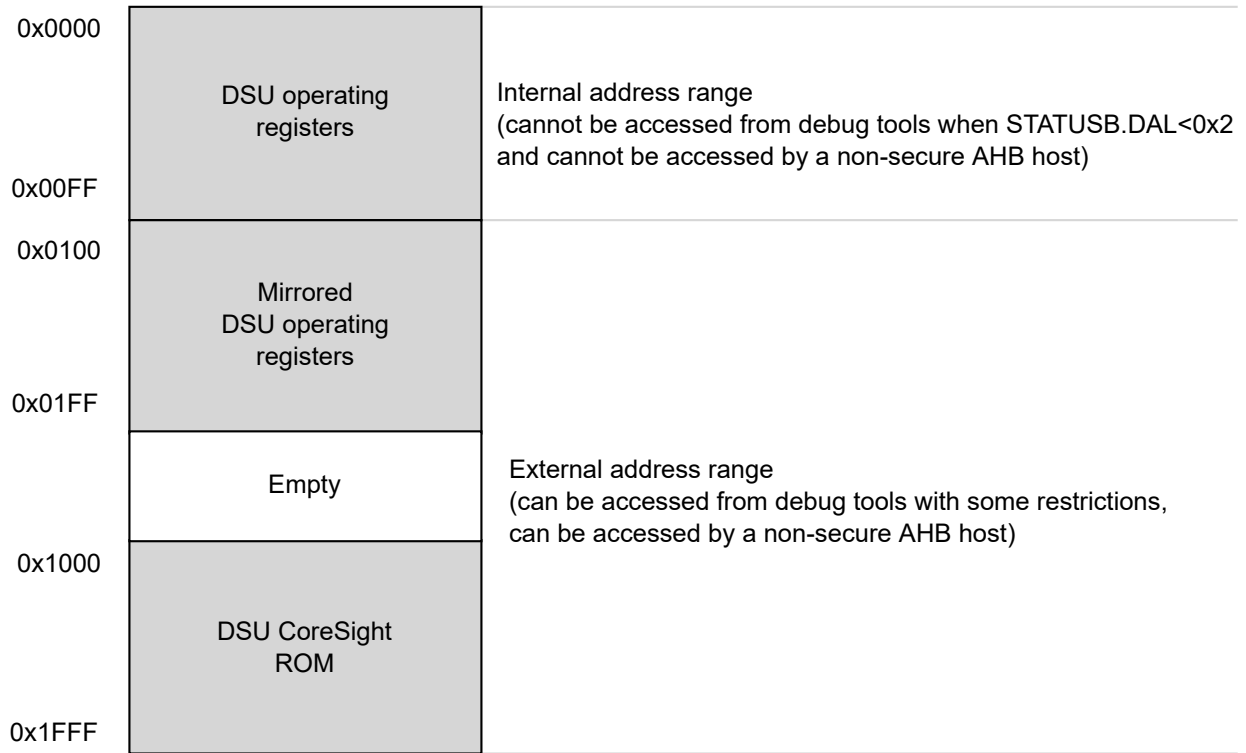 0x0000
DSU operating
registers
Internal address range
(cannot be accessed from debug tools when STATUSB.DAL<0x2
and cannot be accessed by a non-secure AHB host)
0x00FF
0x0100
Mirrored
DSU operating
registers
0x01FF
Empty
External address range
(can be accessed from debug tools with some restrictions,
can be accessed by a non-secure AHB host)
0x1000
DSU CoreSight
ROM
0x1FFF